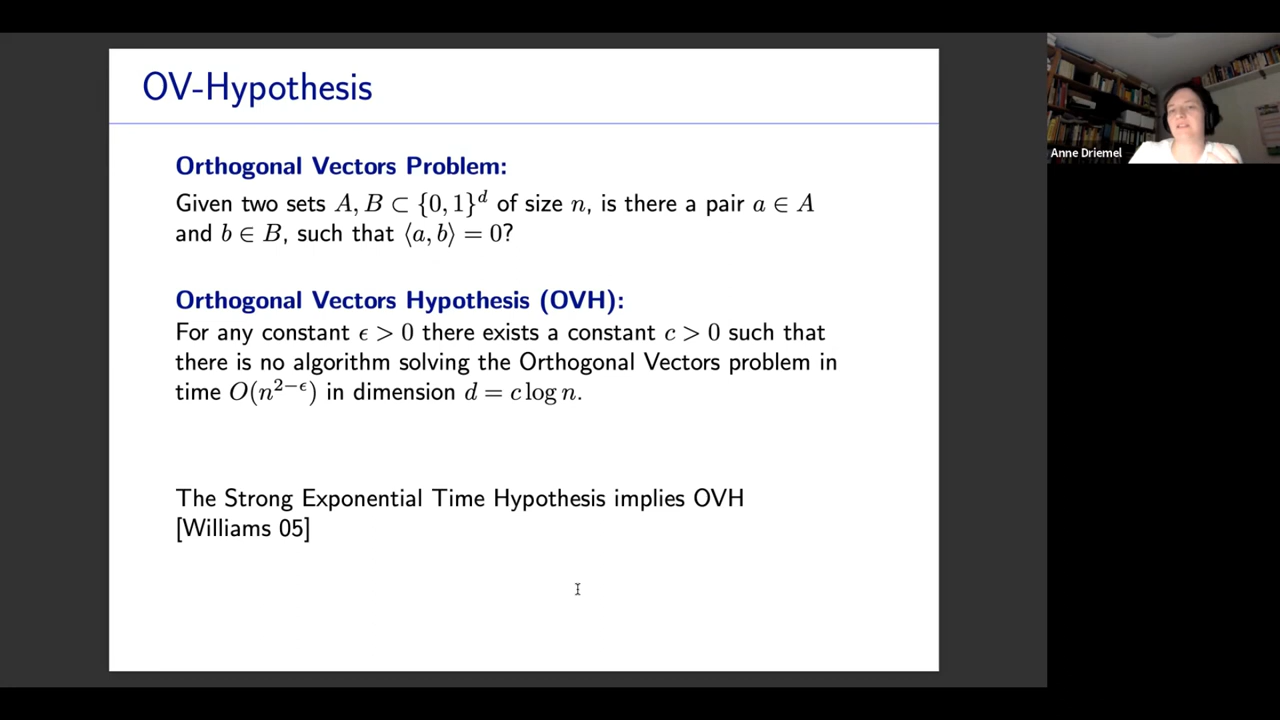 OV-Hypothesis
Orthogonal Vectors Problem:
Given two sets A, B ⊂ {0, 1}^d of size n, is there a pair a ∈ A
and b ∈ B, such that ⟨a, b⟩ = 0?
Orthogonal Vectors Hypothesis (OVH):
For any constant ϵ > 0 there exists a constant c > 0 such that
there is no algorithm solving the Orthogonal Vectors problem in
time O(n^{2−ϵ}) in dimension d = c log n.
The Strong Exponential Time Hypothesis implies OVH
[Williams 05]
Anne Driemel